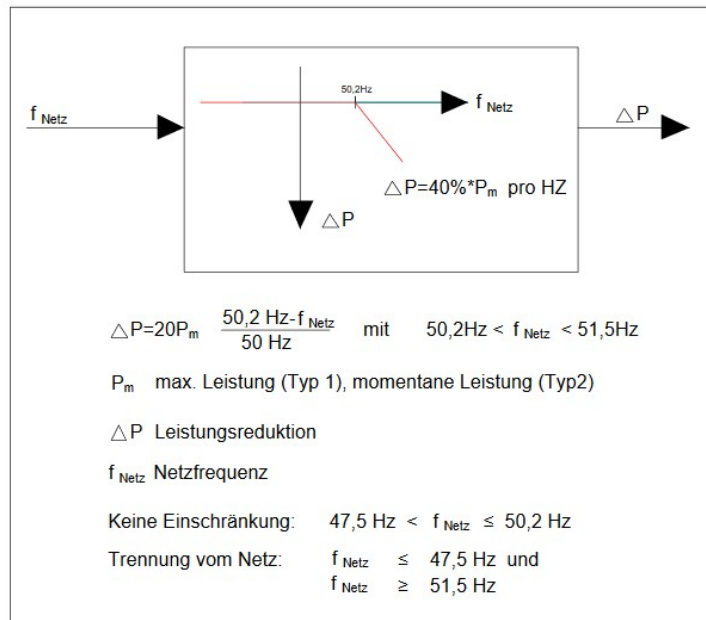 50,2Hz
f Netz
f Netz
△P
△P=40%*Pm pro HZ
△P
△P=20Pm 50,2 Hz-f Netz / 50 Hz mit 50,2Hz < f Netz < 51,5Hz
Pm max. Leistung (Typ 1), momentane Leistung (Typ2)
△P Leistungsreduktion
f Netz Netzfrequenz
Keine Einschränkung: 47,5 Hz < f Netz ≤ 50,2 Hz
Trennung vom Netz: f Netz ≤ 47,5 Hz und
f Netz ≥ 51,5 Hz